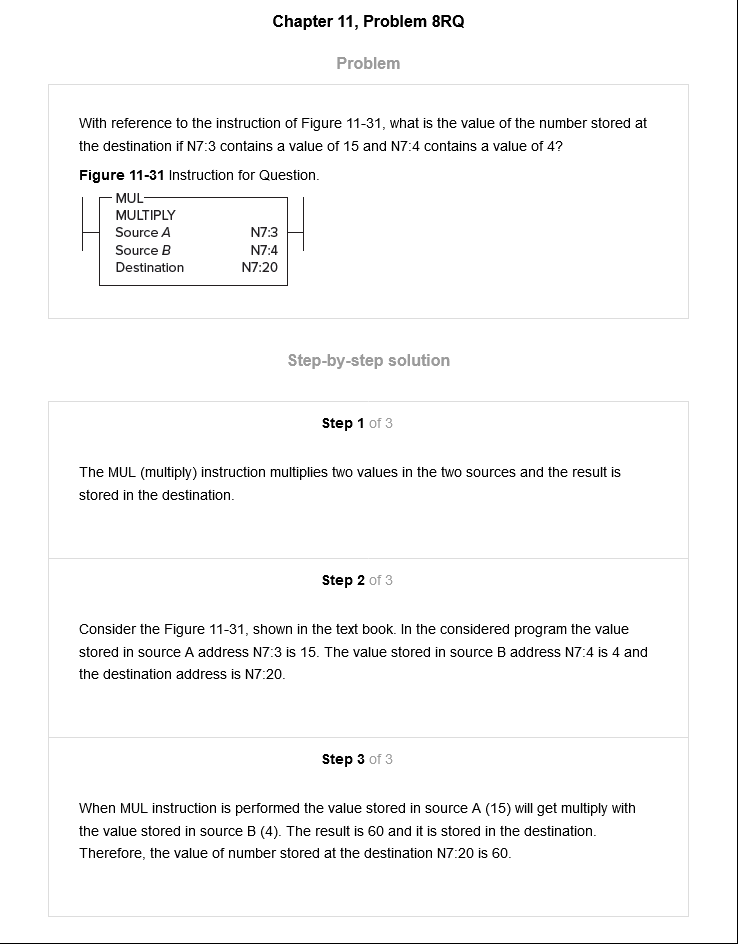 Chapter 11, Problem 8RQ
Problem
With reference to the instruction of Figure 11-31, what is the value of the number stored at
the destination if N7:3 contains a value of 15 and N7:4 contains a value of 4?
Figure 11-31 Instruction for Question.
MUL
MULTIPLY
Source A N7:3
Source B N7:4
Destination N7:20
Step-by-step solution
Step 1 of 3
The MUL (multiply) instruction multiplies two values in the two sources and the result is
stored in the destination.
Step 2 of 3
Consider the Figure 11-31, shown in the text book. In the considered program the value
stored in source A address N7:3 is 15. The value stored in source B address N7:4 is 4 and
the destination address is N7:20.
Step 3 of 3
When MUL instruction is performed the value stored in source A (15) will get multiply with
the value stored in source B (4). The result is 60 and it is stored in the destination.
Therefore, the value of number stored at the destination N7:20 is 60.